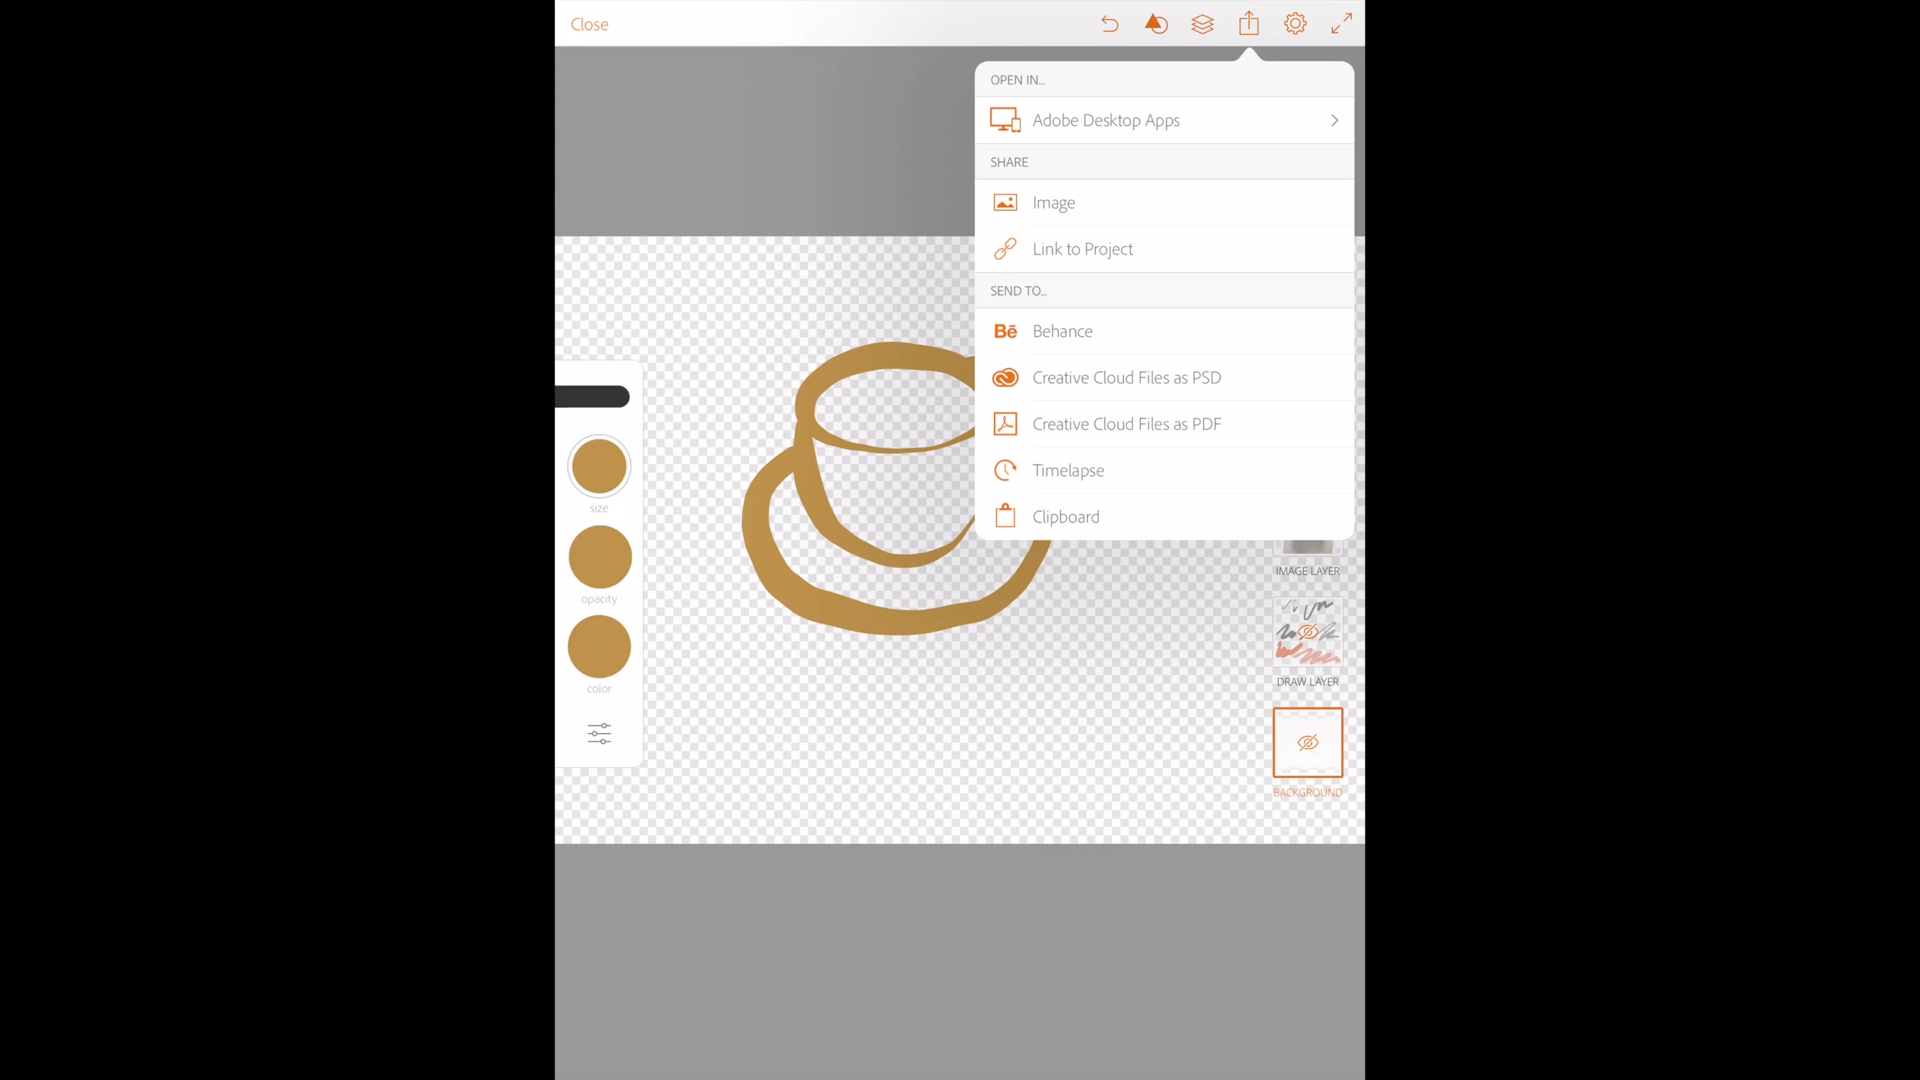 Close
OPEN IN...
Adobe Desktop Apps
SHARE
Image
Link to Project
SEND TO...
Bē Behance
Creative Cloud Files as PSD
Creative Cloud Files as PDF
Timelapse
Clipboard
size
opacity
color
IMAGE LAYER
DRAW LAYER
BACKGROUND